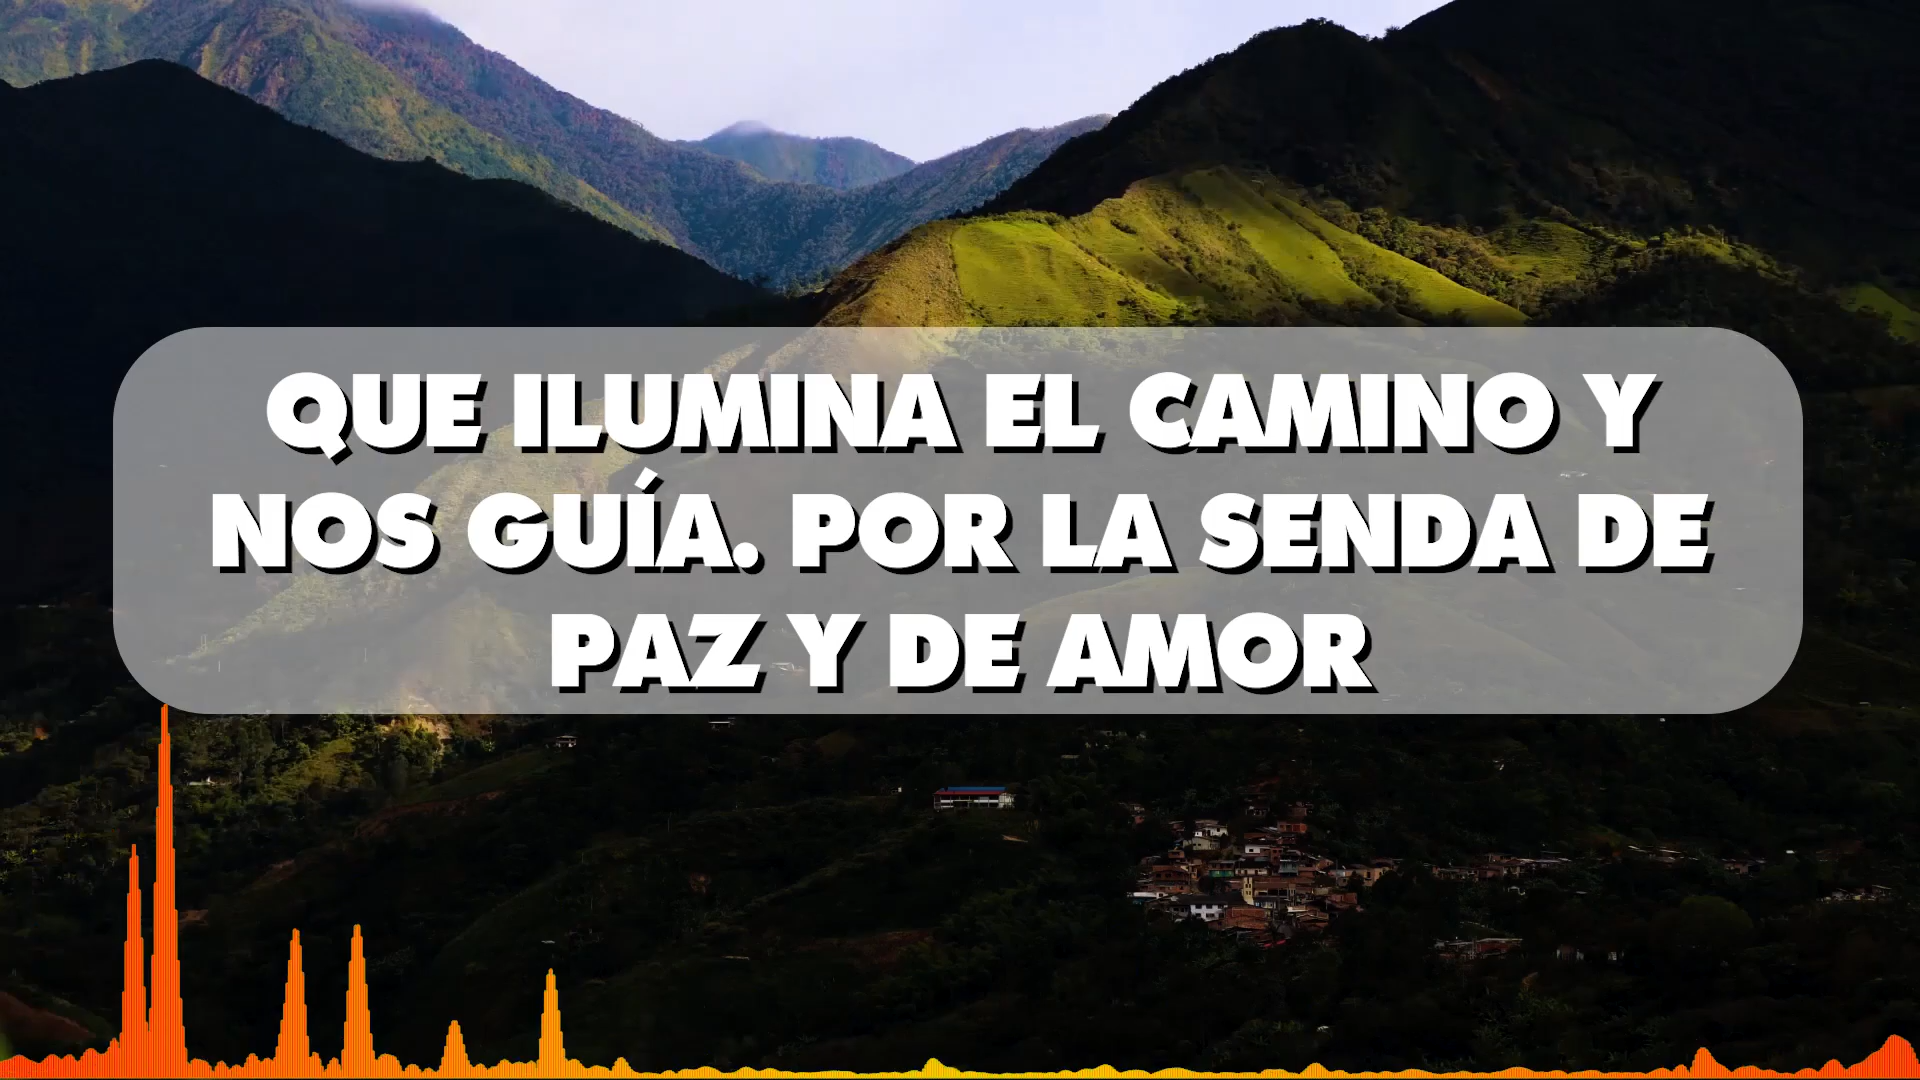 QUE ILUMINA EL CAMINO Y
NOS GUÍA. POR LA SENDA DE
PAZ Y DE AMOR